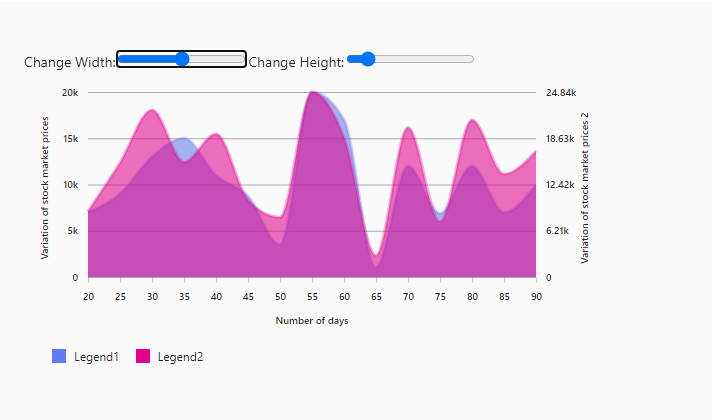 Change Width: Change Height:
20k 24.84k
Variation of stock market prices
Variation of stock market prices 2
15k 18.63k
10k 12.42k
5k 6.21k
0 0
20 25 30 35 40 45 50 55 60 65 70 75 80 85 90
Number of days
Legend1 Legend2